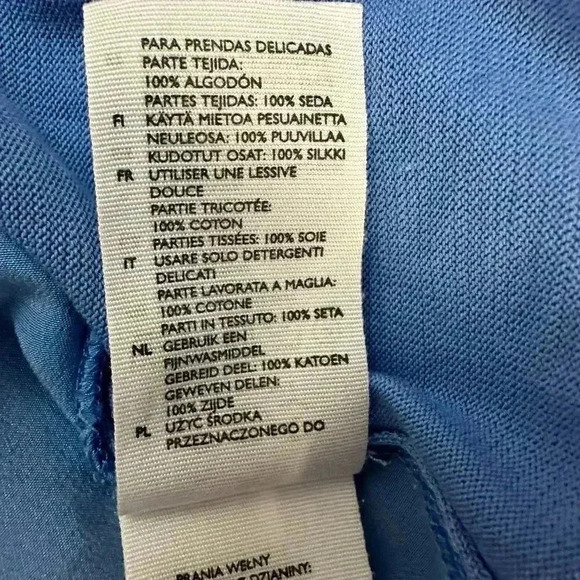 PARA PRENDAS DELICADAS
PARTE TEJIDA:
100% ALGODÓN
PARTES TEJIDAS: 100% SEDA
FI KÄYTÄ MIETOA PESUAINETTA
NEULEOSA: 100% PUUVILLAA
KUDOTUT OSAT: 100% SILKKI
FR UTILISER UNE LESSIVE
DOUCE
PARTIE TRICOTÉE:
100% COTON
PARTIES TISSÉES: 100% SOIE
IT USARE SOLO DETERGENTI
DELICATI
PARTE LAVORATA A MAGLIA:
100% COTONE
PARTI IN TESSUTO: 100% SETA
NL GEBRUIK EEN
FIJNWASMIDDEL
GEBREID DEEL: 100% KATOEN
GEWEVEN DELEN:
100% ZIJDE
PL UŻYC ŚRODKA
PRZEZNACZONEGO DO
PRANIA WEŁNY
DZIANINY: